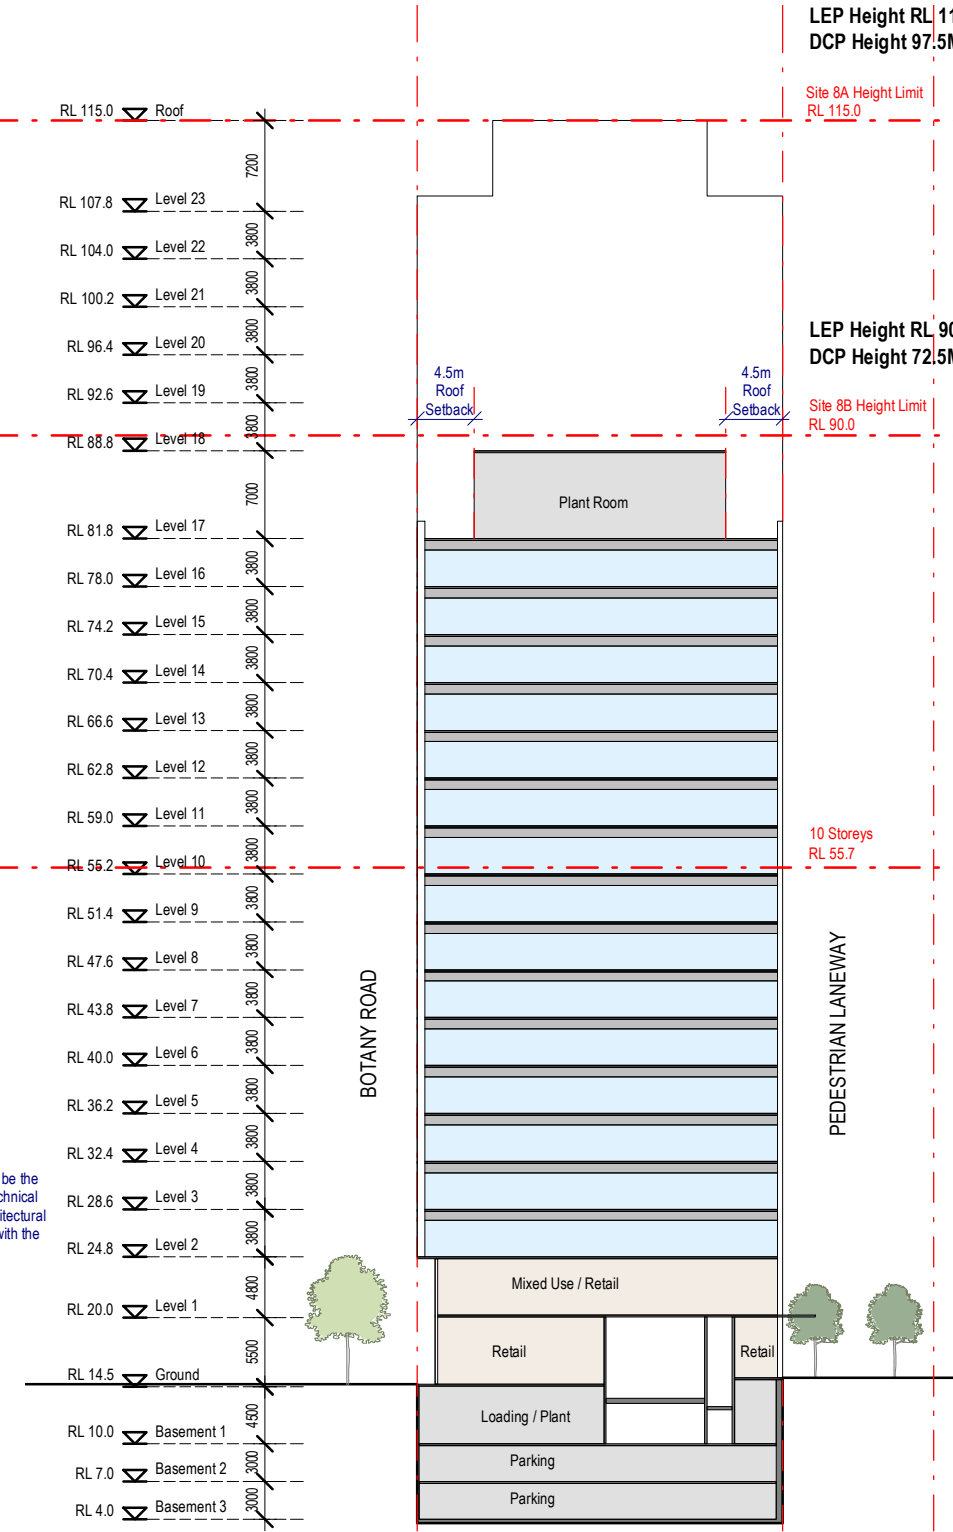 LEP Height RL 11
DCP Height 97.5M
Site 8A Height Limit
RL 115.0
RL 115.0 Roof
7200
RL 107.8 Level 23
3800
RL 104.0 Level 22
3800
RL 100.2 Level 21
3800
RL 96.4 Level 20
3800
RL 92.6 Level 19
3800
RL 88.8 Level 18
7000
RL 81.8 Level 17
3800
RL 78.0 Level 16
3800
RL 74.2 Level 15
3800
RL 70.4 Level 14
3800
RL 66.6 Level 13
3800
RL 62.8 Level 12
3800
RL 59.0 Level 11
3800
RL 55.2 Level 10
3800
RL 51.4 Level 9
3800
RL 47.6 Level 8
3800
RL 43.8 Level 7
3800
RL 40.0 Level 6
3800
RL 36.2 Level 5
3800
RL 32.4 Level 4
3800
RL 28.6 Level 3
3800
RL 24.8 Level 2
4800
RL 20.0 Level 1
5500
RL 14.5 Ground
4500
RL 10.0 Basement 1
3000
RL 7.0 Basement 2
3000
RL 4.0 Basement 3
LEP Height RL 90
DCP Height 72.5M
Site 8B Height Limit
RL 90.0
4.5m
Roof
Setback
4.5m
Roof
Setback
Plant Room
10 Storeys
RL 55.7
BOTANY ROAD
PEDESTRIAN LANEWAY
be the
chnical
itectural
with the
Mixed Use / Retail
Retail
Retail
Loading / Plant
Parking
Parking